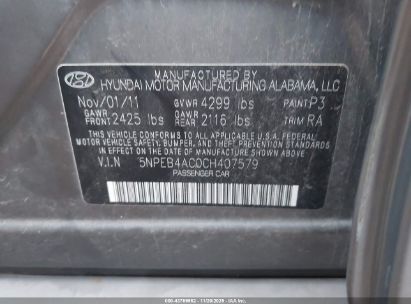 MANUFACTURED BY
HYUNDAI MOTOR MANUFACTURING ALABAMA, LLC
Nov/01/11 GVWR 4299 lbs PAINT P3
GAWR FRONT 2425 lbs GAWR REAR 2116 lbs TRIM RA
THIS VEHICLE CONFORMS TO ALL APPLICABLE U.S. FEDERAL
MOTOR VEHICLE SAFETY, BUMPER, AND THEFT PREVENTION STANDARDS
IN EFFECT ON THE DATE OF MANUFACTURE SHOWN ABOVE.
V.I.N 5NPEB4AC0CH407579
PASSENGER CAR